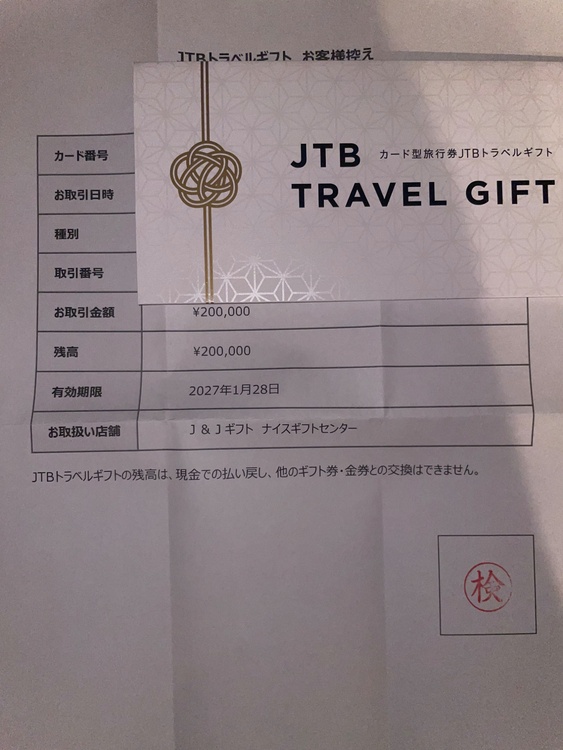 JTBトラベルギフト お客様控え
JTB カード型旅行券JTBトラベルギフト
TRAVEL GIFT
カード番号
お取引日時
種別
取引番号
お取引金額 ¥200,000
残高 ¥200,000
有効期限 2027年1月28日
お取扱い店舗 J & J ギフト ナイスギフトセンター
JTBトラベルギフトの残高は、現金での払い戻し、他のギフト券・金券との交換はできません。
検